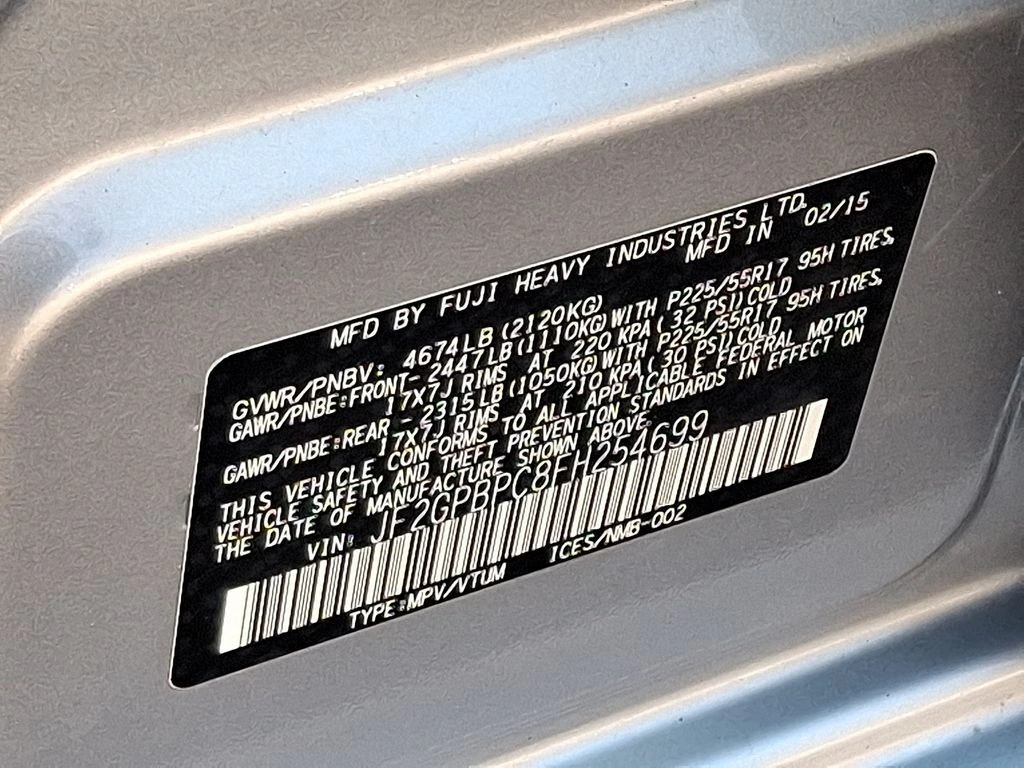 MFD BY FUJI HEAVY INDUSTRIES LTD.
MFD IN 02/15
GVWR/PNBV: 4674LB(2120KG)
GAWR/PNBE:FRONT-2447LB(1110KG)WITH P225/55R17 95H TIRES,
17X7J RIMS AT 220 KPA(32 PSI)COLD
GAWR/PNBE:REAR -2315LB(1050KG)WITH P225/55R17 95H TIRES,
17X7J RIMS AT 210 KPA(30 PSI)COLD
THIS VEHICLE CONFORMS TO ALL APPLICABLE FEDERAL MOTOR
VEHICLE SAFETY AND THEFT PREVENTION STANDARDS IN EFFECT ON
THE DATE OF MANUFACTURE SHOWN ABOVE.
VIN: JF2GPBPC8FH254699
TYPE:MPV/VTUM ICES/NMB-002